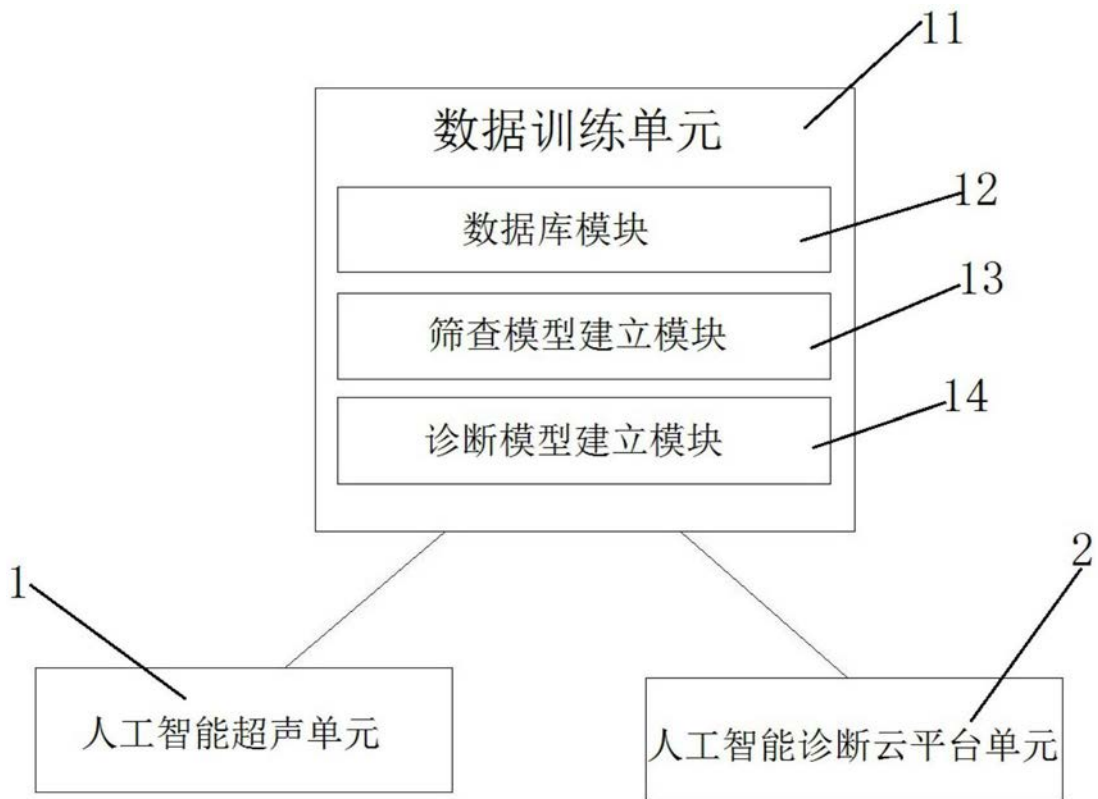 11
数据训练单元
数据库模块
12
筛查模型建立模块
13
诊断模型建立模块
14
1
人工智能超声单元
2
人工智能诊断云平台单元